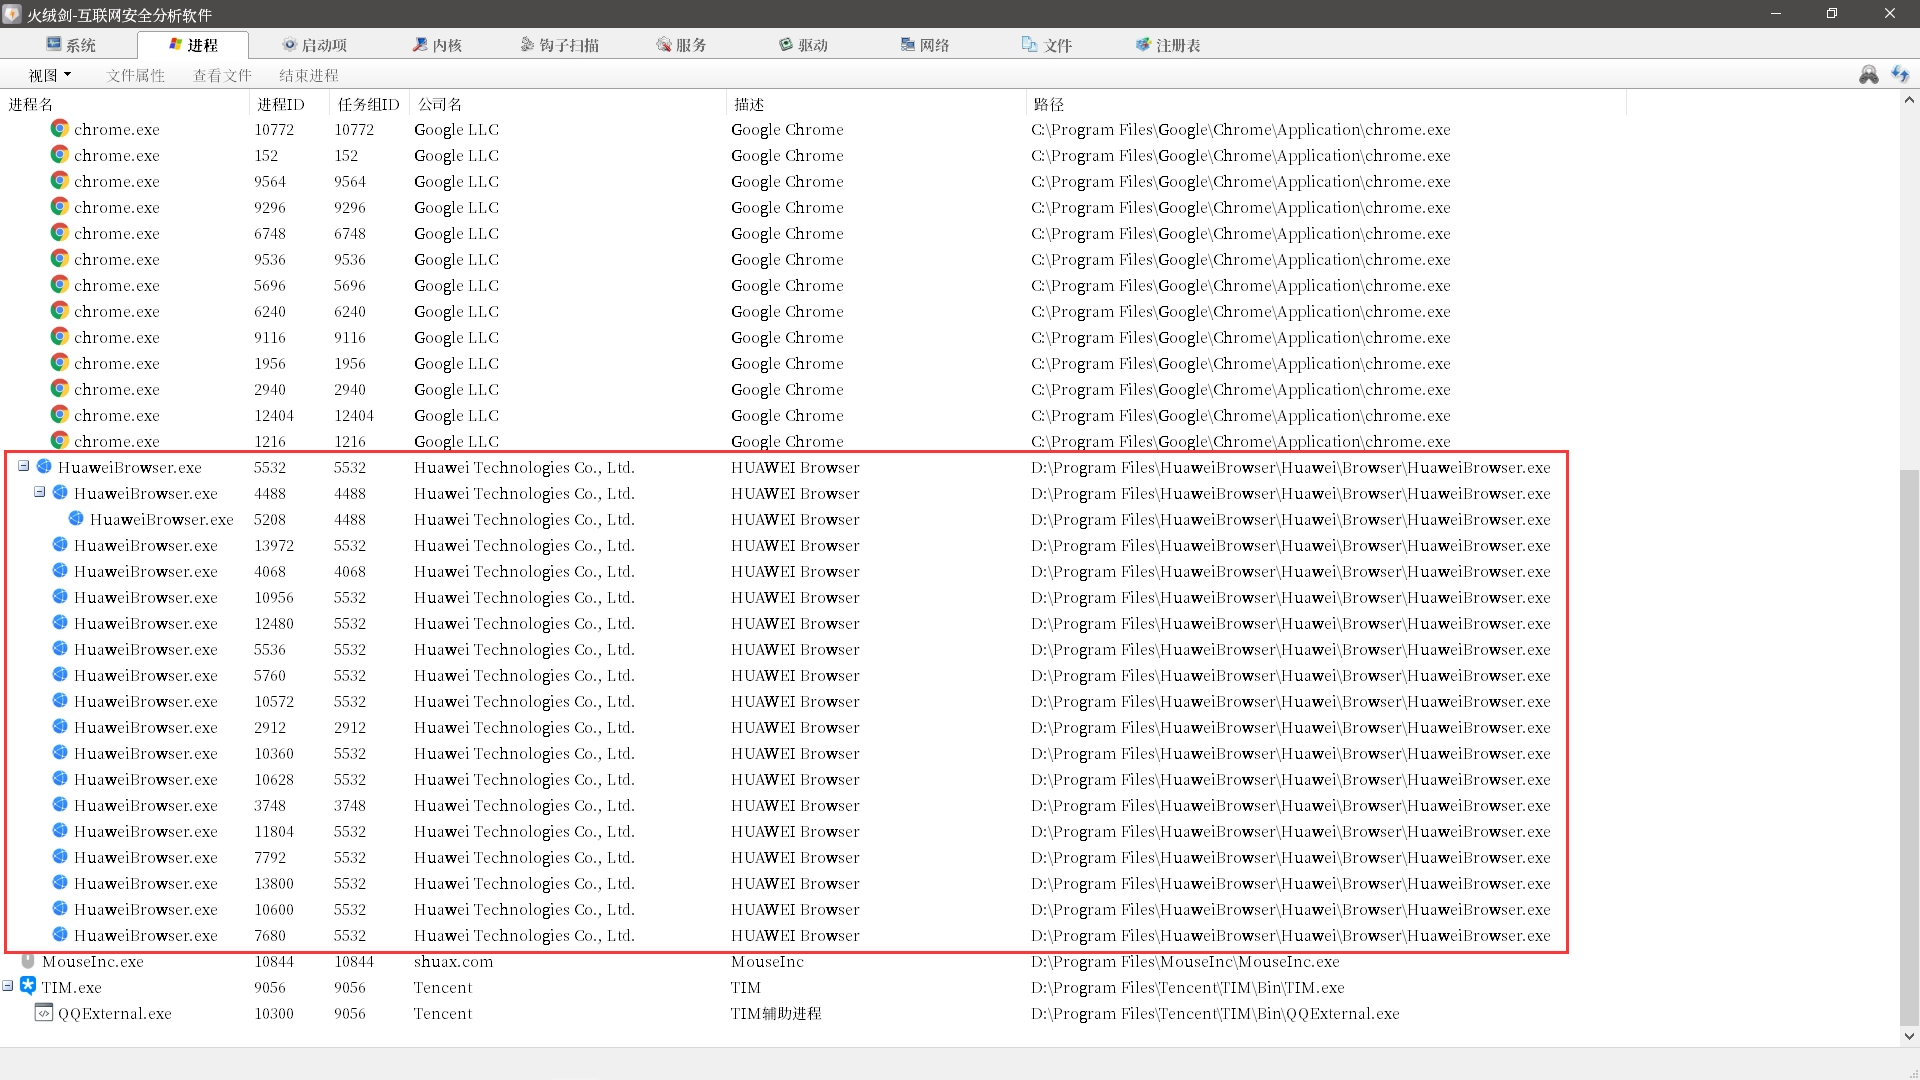 火绒剑-互联网安全分析软件
系统 进程 启动项 内核 钩子扫描 服务 驱动 网络 文件 注册表
视图 文件属性 查看文件 结束进程
进程名 进程ID 任务组ID 公司名 描述 路径
chrome.exe 10772 10772 Google LLC Google Chrome C:\Program Files\Google\Chrome\Application\chrome.exe
chrome.exe 152 152 Google LLC Google Chrome C:\Program Files\Google\Chrome\Application\chrome.exe
chrome.exe 9564 9564 Google LLC Google Chrome C:\Program Files\Google\Chrome\Application\chrome.exe
chrome.exe 9296 9296 Google LLC Google Chrome C:\Program Files\Google\Chrome\Application\chrome.exe
chrome.exe 6748 6748 Google LLC Google Chrome C:\Program Files\Google\Chrome\Application\chrome.exe
chrome.exe 9536 9536 Google LLC Google Chrome C:\Program Files\Google\Chrome\Application\chrome.exe
chrome.exe 5696 5696 Google LLC Google Chrome C:\Program Files\Google\Chrome\Application\chrome.exe
chrome.exe 6240 6240 Google LLC Google Chrome C:\Program Files\Google\Chrome\Application\chrome.exe
chrome.exe 9116 9116 Google LLC Google Chrome C:\Program Files\Google\Chrome\Application\chrome.exe
chrome.exe 1956 1956 Google LLC Google Chrome C:\Program Files\Google\Chrome\Application\chrome.exe
chrome.exe 2940 2940 Google LLC Google Chrome C:\Program Files\Google\Chrome\Application\chrome.exe
chrome.exe 12404 12404 Google LLC Google Chrome C:\Program Files\Google\Chrome\Application\chrome.exe
chrome.exe 1216 1216 Google LLC Google Chrome C:\Program Files\Google\Chrome\Application\chrome.exe
HuaweiBrowser.exe 5532 5532 Huawei Technologies Co., Ltd. HUAWEI Browser D:\Program Files\HuaweiBrowser\Huawei\Browser\HuaweiBrowser.exe
HuaweiBrowser.exe 4488 4488 Huawei Technologies Co., Ltd. HUAWEI Browser D:\Program Files\HuaweiBrowser\Huawei\Browser\HuaweiBrowser.exe
HuaweiBrowser.exe 5208 4488 Huawei Technologies Co., Ltd. HUAWEI Browser D:\Program Files\HuaweiBrowser\Huawei\Browser\HuaweiBrowser.exe
HuaweiBrowser.exe 13972 5532 Huawei Technologies Co., Ltd. HUAWEI Browser D:\Program Files\HuaweiBrowser\Huawei\Browser\HuaweiBrowser.exe
HuaweiBrowser.exe 4068 4068 Huawei Technologies Co., Ltd. HUAWEI Browser D:\Program Files\HuaweiBrowser\Huawei\Browser\HuaweiBrowser.exe
HuaweiBrowser.exe 10956 5532 Huawei Technologies Co., Ltd. HUAWEI Browser D:\Program Files\HuaweiBrowser\Huawei\Browser\HuaweiBrowser.exe
HuaweiBrowser.exe 12480 5532 Huawei Technologies Co., Ltd. HUAWEI Browser D:\Program Files\HuaweiBrowser\Huawei\Browser\HuaweiBrowser.exe
HuaweiBrowser.exe 5536 5532 Huawei Technologies Co., Ltd. HUAWEI Browser D:\Program Files\HuaweiBrowser\Huawei\Browser\HuaweiBrowser.exe
HuaweiBrowser.exe 5760 5532 Huawei Technologies Co., Ltd. HUAWEI Browser D:\Program Files\HuaweiBrowser\Huawei\Browser\HuaweiBrowser.exe
HuaweiBrowser.exe 10572 5532 Huawei Technologies Co., Ltd. HUAWEI Browser D:\Program Files\HuaweiBrowser\Huawei\Browser\HuaweiBrowser.exe
HuaweiBrowser.exe 2912 2912 Huawei Technologies Co., Ltd. HUAWEI Browser D:\Program Files\HuaweiBrowser\Huawei\Browser\HuaweiBrowser.exe
HuaweiBrowser.exe 10360 5532 Huawei Technologies Co., Ltd. HUAWEI Browser D:\Program Files\HuaweiBrowser\Huawei\Browser\HuaweiBrowser.exe
HuaweiBrowser.exe 10628 5532 Huawei Technologies Co., Ltd. HUAWEI Browser D:\Program Files\HuaweiBrowser\Huawei\Browser\HuaweiBrowser.exe
HuaweiBrowser.exe 3748 3748 Huawei Technologies Co., Ltd. HUAWEI Browser D:\Program Files\HuaweiBrowser\Huawei\Browser\HuaweiBrowser.exe
HuaweiBrowser.exe 11804 5532 Huawei Technologies Co., Ltd. HUAWEI Browser D:\Program Files\HuaweiBrowser\Huawei\Browser\HuaweiBrowser.exe
HuaweiBrowser.exe 7792 5532 Huawei Technologies Co., Ltd. HUAWEI Browser D:\Program Files\HuaweiBrowser\Huawei\Browser\HuaweiBrowser.exe
HuaweiBrowser.exe 13800 5532 Huawei Technologies Co., Ltd. HUAWEI Browser D:\Program Files\HuaweiBrowser\Huawei\Browser\HuaweiBrowser.exe
HuaweiBrowser.exe 10600 5532 Huawei Technologies Co., Ltd. HUAWEI Browser D:\Program Files\HuaweiBrowser\Huawei\Browser\HuaweiBrowser.exe
HuaweiBrowser.exe 7680 5532 Huawei Technologies Co., Ltd. HUAWEI Browser D:\Program Files\HuaweiBrowser\Huawei\Browser\HuaweiBrowser.exe
MouseInc.exe 10844 10844 shuax.com MouseInc D:\Program Files\MouseInc\MouseInc.exe
TIM.exe 9056 9056 Tencent TIM D:\Program Files\Tencent\TIM\Bin\TIM.exe
QQExternal.exe 10300 9056 Tencent TIM辅助进程 D:\Program Files\Tencent\TIM\Bin\QQExternal.exe